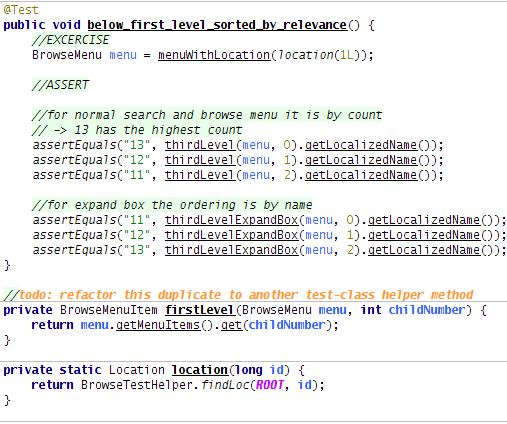 @Test
public void below_first_level_sorted_by_relevance() {
    //EXCERCISE
    BrowseMenu menu = menuWithLocation(location(1L));

    //ASSERT

    //for normal search and browse menu it is by count
    // -> 13 has the highest count
    assertEquals("13", thirdLevel(menu, 0).getLocalizedName());
    assertEquals("12", thirdLevel(menu, 1).getLocalizedName());
    assertEquals("11", thirdLevel(menu, 2).getLocalizedName());

    //for expand box the ordering is by name
    assertEquals("11", thirdLevelExpandBox(menu, 0).getLocalizedName());
    assertEquals("12", thirdLevelExpandBox(menu, 1).getLocalizedName());
    assertEquals("13", thirdLevelExpandBox(menu, 2).getLocalizedName());
}

//todo: refactor this duplicate to another test-class helper method
private BrowseMenuItem firstLevel(BrowseMenu menu, int childNumber) {
    return menu.getMenuItems().get(childNumber);
}

private static Location location(long id) {
    return BrowseTestHelper.findLoc(ROOT, id);
}